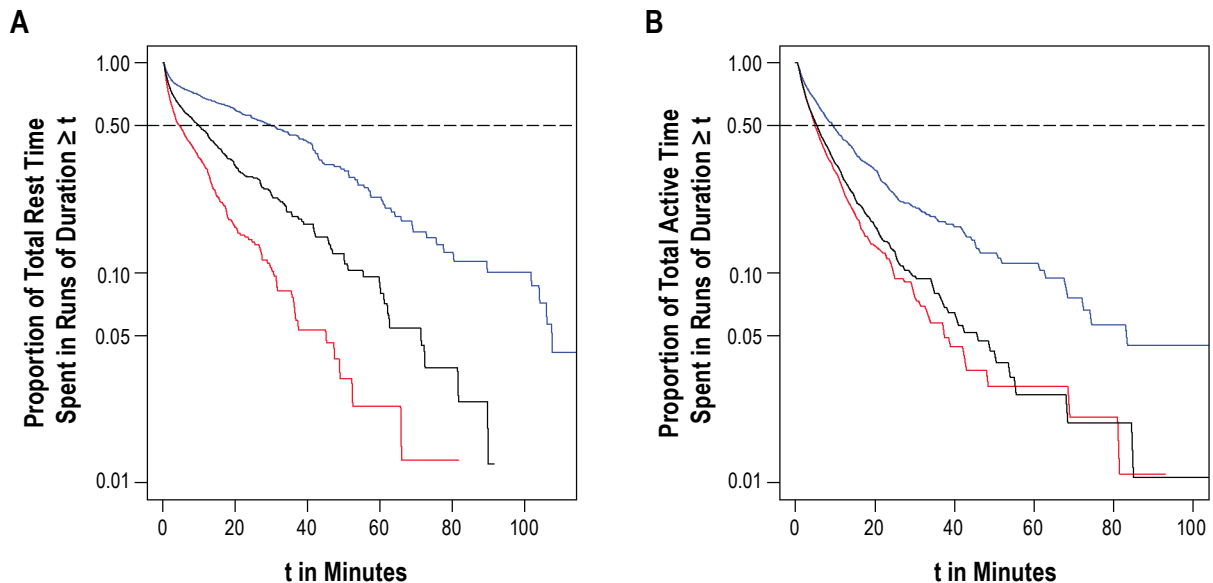 A
Proportion of Total Rest Time
Spent in Runs of Duration ≥ t
1.00
0.50
0.10
0.05
0.01
0 20 40 60 80 100
t in Minutes
B
Proportion of Total Active Time
Spent in Runs of Duration ≥ t
1.00
0.50
0.10
0.05
0.01
0 20 40 60 80 100
t in Minutes